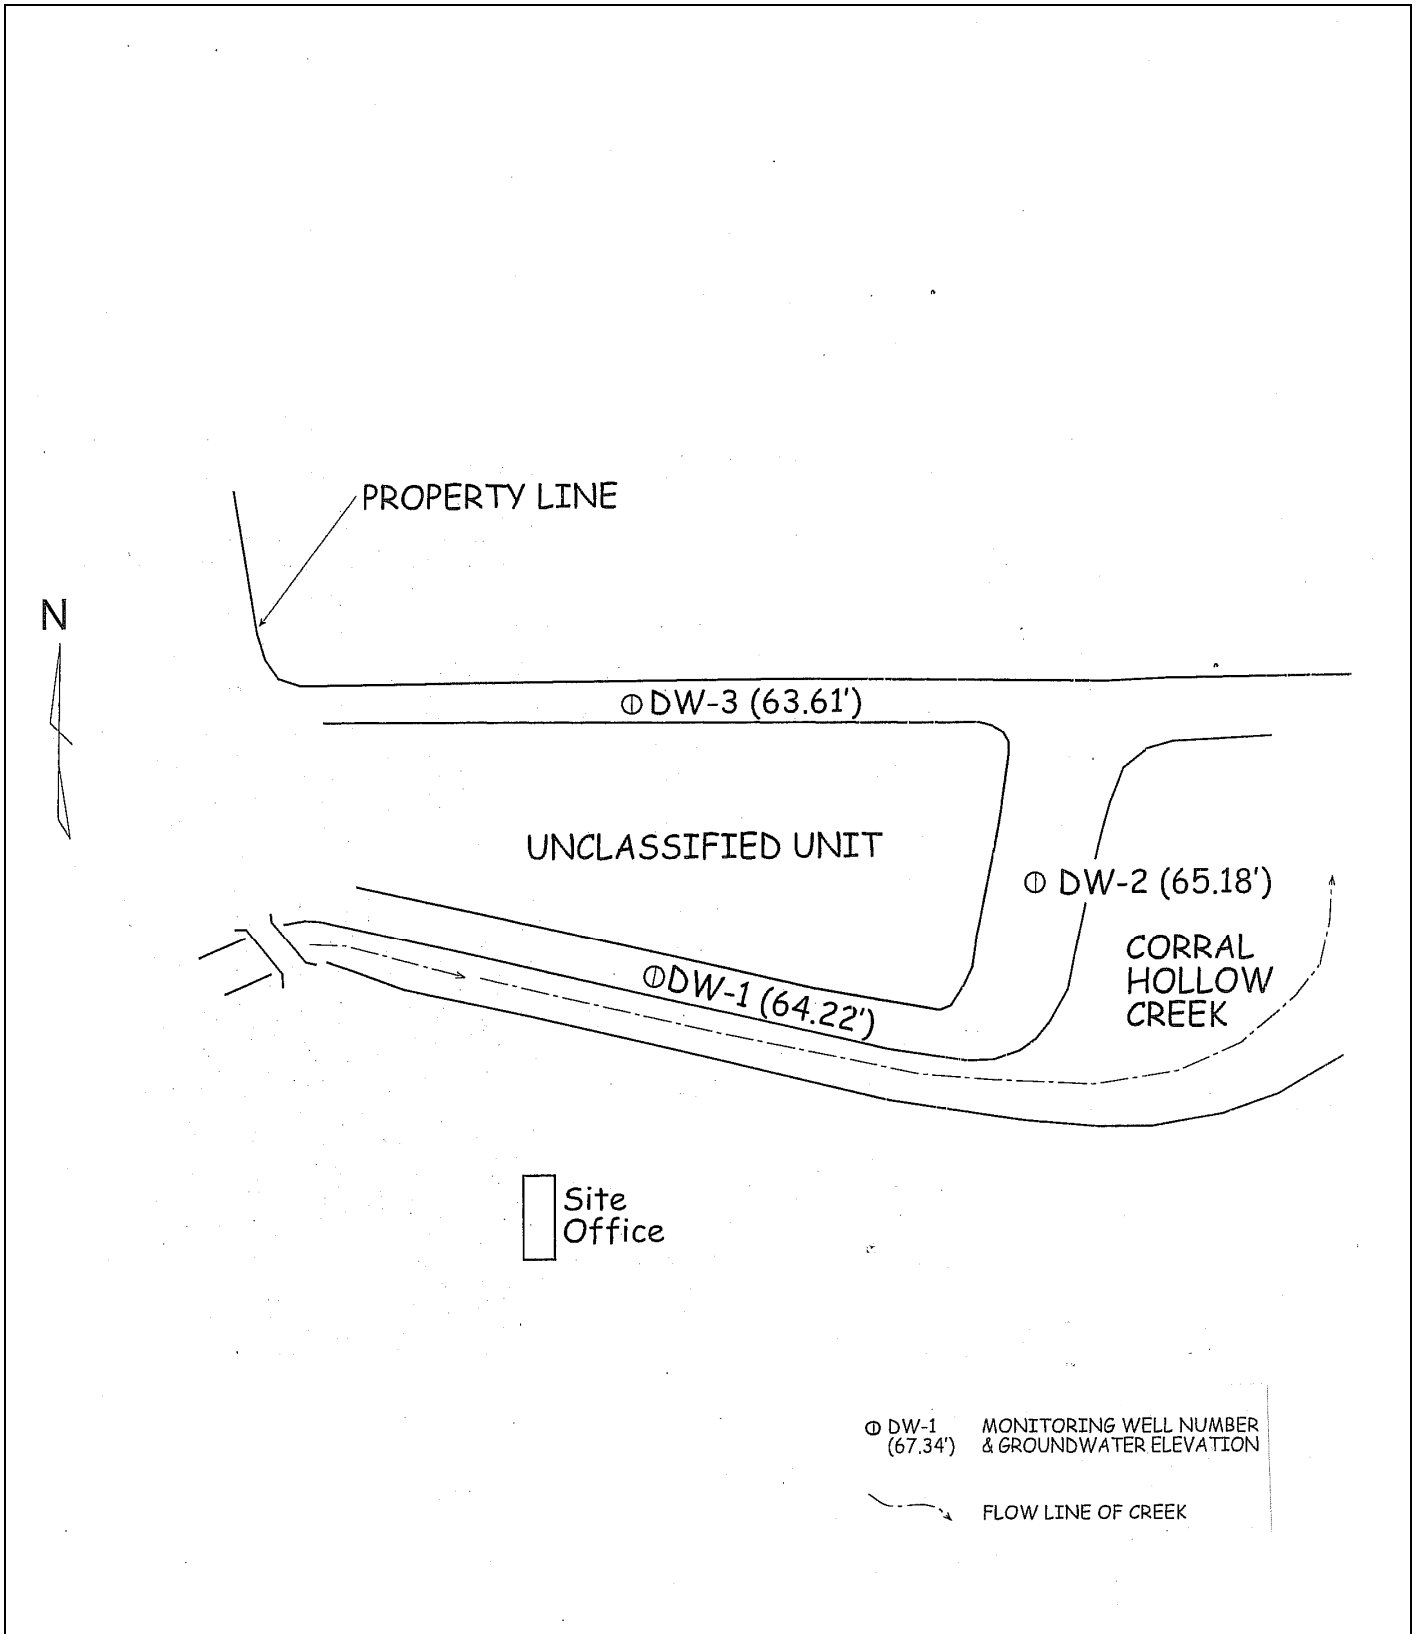 PROPERTY LINE
N
DW-3 (63.61')
UNCLASSIFIED UNIT
DW-2 (65.18')
CORRAL
HOLLOW
CREEK
DW-1 (64.22')
Site
Office
DW-1 MONITORING WELL NUMBER
(67.34') & GROUNDWATER ELEVATION
FLOW LINE OF CREEK